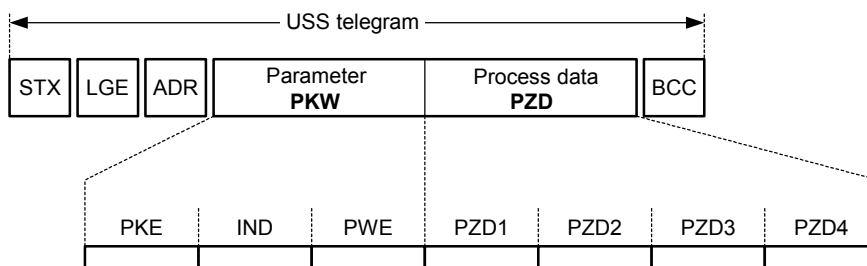 USS telegram
STX LGE ADR Parameter PKW Process data PZD BCC
PKE IND PWE PZD1 PZD2 PZD3 PZD4